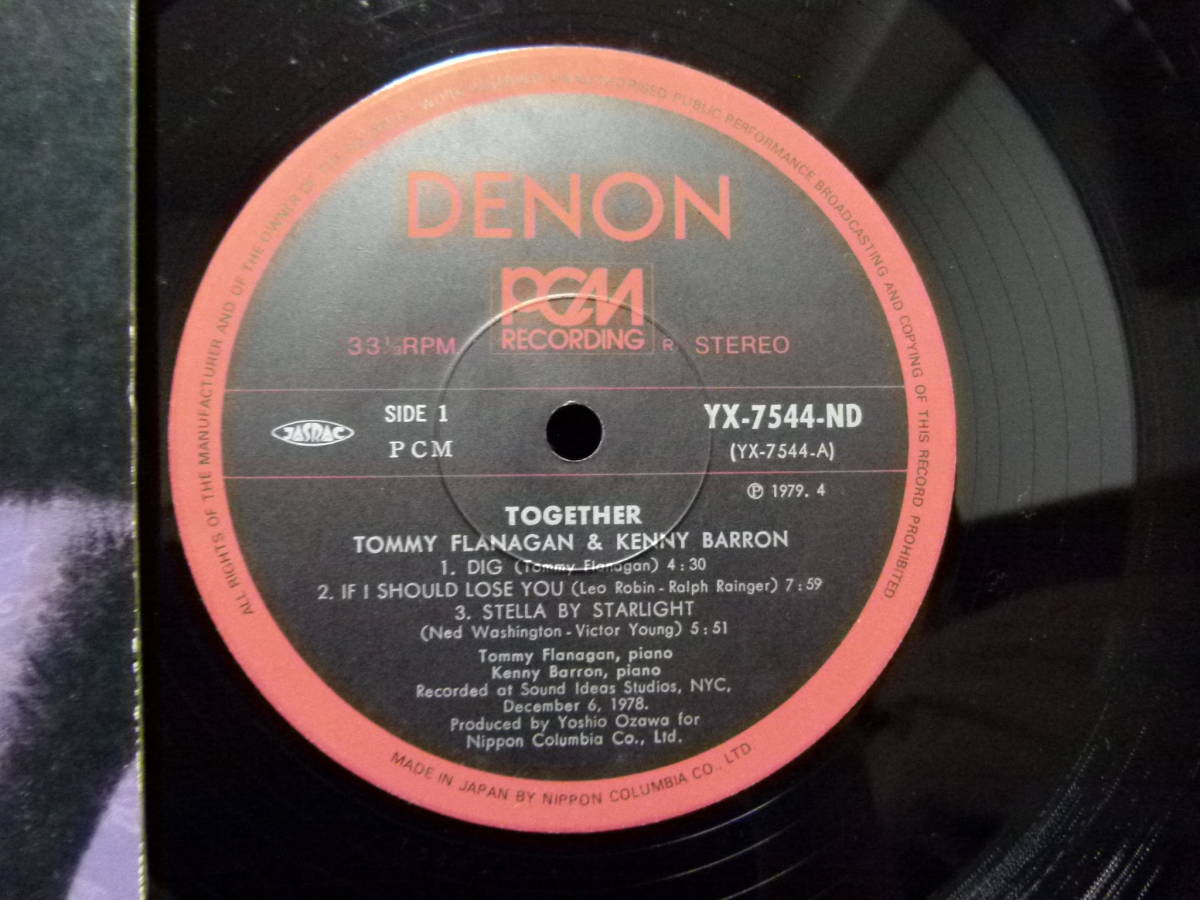 DENON
PCM
RECORDING
33⅓RPM
R
STEREO
JASRAC
SIDE 1
PCM
YX-7544-ND
(YX-7544-A)
Ⓟ 1979. 4
TOGETHER
TOMMY FLANAGAN & KENNY BARRON
1. DIG (Tommy Flanagan) 4:30
2. IF I SHOULD LOSE YOU (Leo Robin - Ralph Rainger) 7:59
3. STELLA BY STARLIGHT
(Ned Washington - Victor Young) 5:51
Tommy Flanagan, piano
Kenny Barron, piano
Recorded at Sound Ideas Studios, NYC,
December 6, 1978.
Produced by Yoshio Ozawa for
Nippon Columbia Co., Ltd.
ALL RIGHTS OF THE MANUFACTURER AND OF THE OWNER OF THE WORK PUBLIC PERFORMANCE BROADCASTING AND COPYING OF THIS RECORD PROHIBITED
MADE IN JAPAN BY NIPPON COLUMBIA CO., LTD